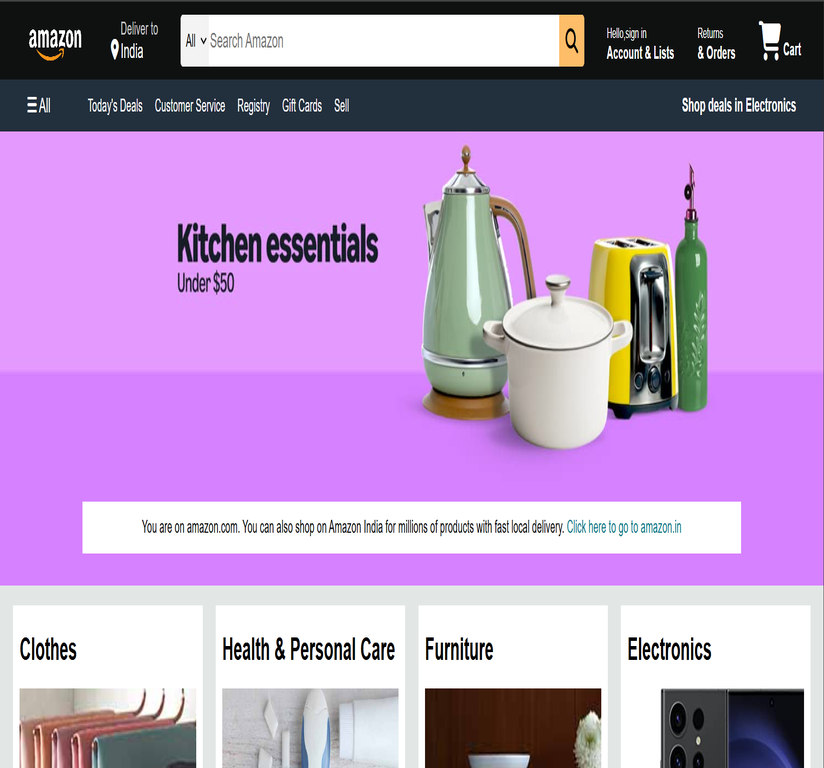 amazon
Deliver to
India
All
Search Amazon
Hello,sign in
Account & Lists
Returns
& Orders
Cart
All
Today's Deals
Customer Service
Registry
Gift Cards
Sell
Shop deals in Electronics
Kitchen essentials
Under $50
You are on amazon.com. You can also shop on Amazon India for millions of products with fast local delivery. Click here to go to amazon.in
Clothes
Health & Personal Care
Furniture
Electronics